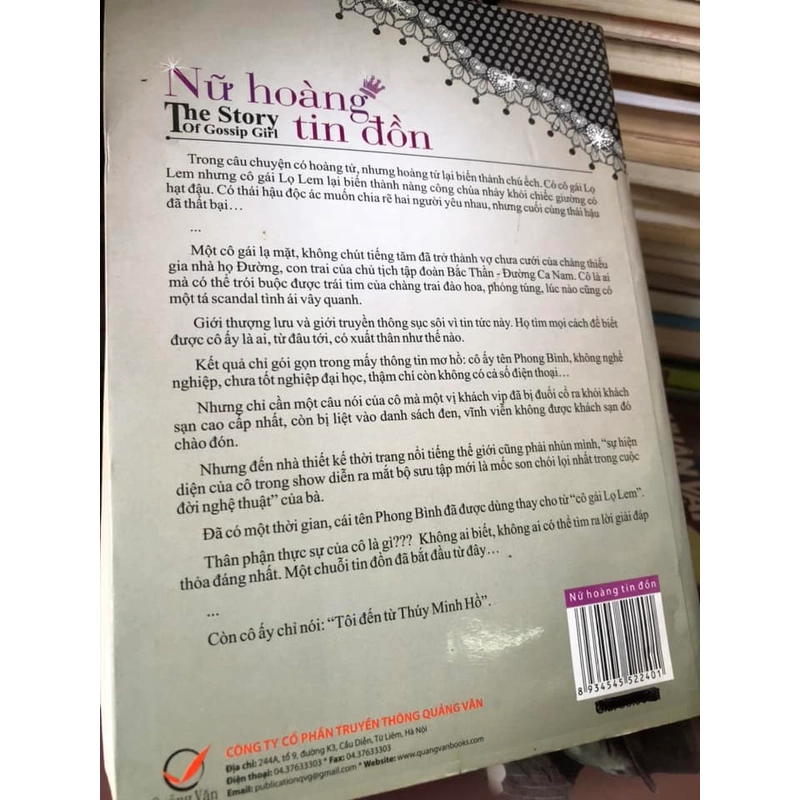 Nữ hoàng
The Story
Of Gossip Girl
tin đồn
Trong câu chuyện có hoàng tử, nhưng hoàng tử lại biến thành chú ếch. Có cô gái Lọ
Lem nhưng cô gái Lọ Lem lại biến thành nàng công chúa nhảy khỏi chiếc giường có
hạt đậu. Có thái hậu độc ác muốn chia rẽ hai người yêu nhau, nhưng cuối cùng thái hậu
đã thất bại…
...
Một cô gái lạ mặt, không chút tiếng tăm đã trở thành vợ chưa cưới của chàng thiếu
gia nhà họ Đường, con trai của chủ tịch tập đoàn Bắc Thần - Đường Ca Nam. Cô là ai
mà có thể trói buộc được trái tim của chàng trai đào hoa, phóng túng, lúc nào cũng có
một tá scandal tình ái vây quanh.
Giới thượng lưu và giới truyền thông sục sôi vì tin tức này. Họ tìm mọi cách để biết
được cô ấy là ai, từ đâu tới, có xuất thân như thế nào.
Kết quả chỉ gói gọn trong mấy thông tin mơ hồ: cô ấy tên Phong Bình, không nghề
nghiệp, chưa tốt nghiệp đại học, thậm chí còn không có cả số điện thoại…
Nhưng chỉ cần một câu nói của cô mà một vị khách vip đã bị đuổi cổ ra khỏi khách
sạn cao cấp nhất, còn bị liệt vào danh sách đen, vĩnh viễn không được khách sạn đó
chào đón.
Nhưng đến nhà thiết kế thời trang nổi tiếng thế giới cũng phải nhún mình, “sự hiện
diện của cô trong show diễn ra mắt bộ sưu tập mới là mốc son chói lọi nhất trong cuộc
đời nghệ thuật” của bà.
Đã có một thời gian, cái tên Phong Bình đã được dùng thay cho từ “cô gái Lọ Lem”.
Thân phận thực sự của cô là gì??? Không ai biết, không ai có thể tìm ra lời giải đáp
thỏa đáng nhất. Một chuỗi tin đồn đã bắt đầu từ đây…
...
Còn cô ấy chỉ nói: “Tôi đến từ Thúy Minh Hồ”.
Nữ hoàng tin đồn
8 934545 522401
CÔNG TY CỔ PHẦN TRUYỀN THÔNG QUẢNG VĂN
Địa chỉ: 244A, tổ 9, đường K3, Cầu Diễn, Từ Liêm, Hà Nội
Điện thoại: 04.37633303 * Fax: 04.37633303
Email: publicationqvg@gmail.com * Website: www.quangvanbooks.com
Quảng Văn